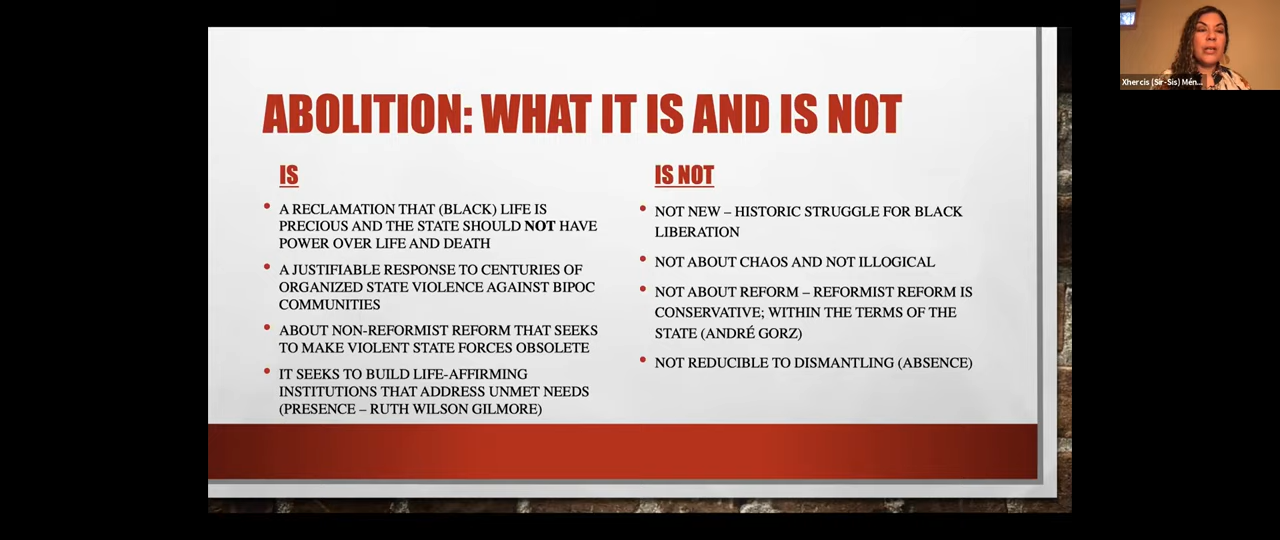 ABOLITION: WHAT IT IS AND IS NOT
IS
• A RECLAMATION THAT (BLACK) LIFE IS
PRECIOUS AND THE STATE SHOULD NOT HAVE
POWER OVER LIFE AND DEATH
• A JUSTIFIABLE RESPONSE TO CENTURIES OF
ORGANIZED STATE VIOLENCE AGAINST BIPOC
COMMUNITIES
• ABOUT NON-REFORMIST REFORM THAT SEEKS
TO MAKE VIOLENT STATE FORCES OBSOLETE
• IT SEEKS TO BUILD LIFE-AFFIRMING
INSTITUTIONS THAT ADDRESS UNMET NEEDS
(PRESENCE – RUTH WILSON GILMORE)
IS NOT
• NOT NEW – HISTORIC STRUGGLE FOR BLACK
LIBERATION
• NOT ABOUT CHAOS AND NOT ILLOGICAL
• NOT ABOUT REFORM – REFORMIST REFORM IS
CONSERVATIVE; WITHIN THE TERMS OF THE
STATE (ANDRÉ GORZ)
• NOT REDUCIBLE TO DISMANTLING (ABSENCE)
Xhercis (Sir-Sis) Mén...